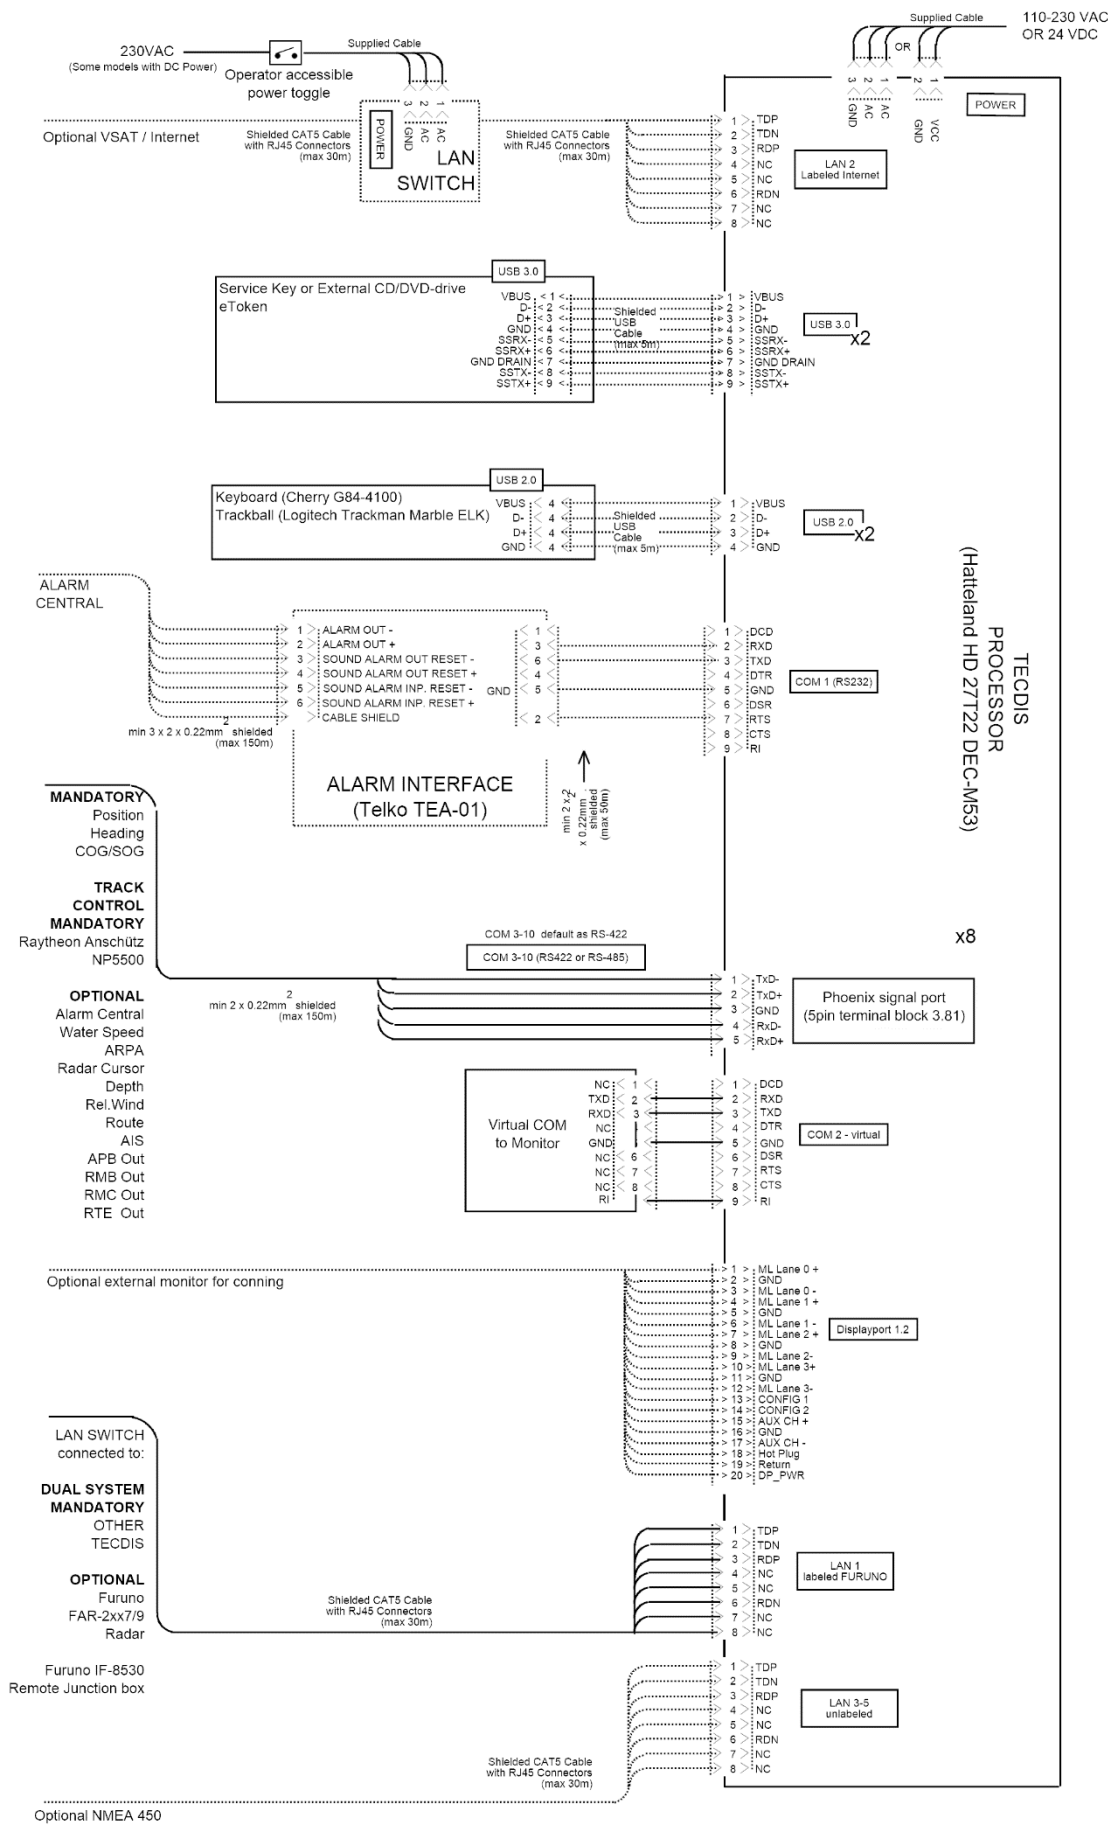 Supplied Cable
110-230 VAC
OR 24 VDC
OR
230VAC
(Some models with DC Power)
Supplied Cable
Operator accessible
power toggle
3 2 1
GND AC AC
2 1
GND VCC
POWER
3 2 1
GND AC AC
POWER
LAN
SWITCH
Optional VSAT / Internet
Shielded CAT5 Cable
with RJ45 Connectors
(max 30m)
Shielded CAT5 Cable
with RJ45 Connectors
(max 30m)
1 TDP
2 TDN
3 RDP
4 NC
5 NC
6 RDN
7 NC
8 NC
LAN 2
Labeled Internet
USB 3.0
Service Key or External CD/DVD-drive
eToken
VBUS 1
D- 2
D+ 3
GND 4
SSRX- 5
SSRX+ 6
GND DRAIN 7
SSTX- 8
SSTX+ 9
Shielded
USB
Cable
(max 5m)
1 VBUS
2 D-
3 D+
4 GND
5 SSRX-
6 SSRX+
7 GND DRAIN
8 SSTX-
9 SSTX+
USB 3.0
x2
USB 2.0
Keyboard (Cherry G84-4100)
Trackball (Logitech Trackman Marble ELK)
VBUS 4
D- 4
D+ 4
GND 4
Shielded
USB
Cable
(max 5m)
1 VBUS
2 D-
3 D+
4 GND
USB 2.0
x2
TECDIS
PROCESSOR
(Hatteland HD 27T22 DEC-M53)
ALARM
CENTRAL
1 ALARM OUT -
2 ALARM OUT +
3 SOUND ALARM OUT RESET -
4 SOUND ALARM OUT RESET +
5 SOUND ALARM INP. RESET -
6 SOUND ALARM INP. RESET +
CABLE SHIELD
min 3 x 2 x 0.22mm2 shielded
(max 150m)
1
3
6
4
GND 5
2
ALARM INTERFACE
(Telko TEA-01)
min 2 x 2
x 0.22mm2
shielded
(max 50m)
1 DCD
2 RXD
3 TXD
4 DTR
5 GND
6 DSR
7 RTS
8 CTS
9 RI
COM 1 (RS232)
MANDATORY
Position
Heading
COG/SOG
TRACK
CONTROL
MANDATORY
Raytheon Anschütz
NP5500
OPTIONAL
Alarm Central
Water Speed
ARPA
Radar Cursor
Depth
Rel.Wind
Route
AIS
APB Out
RMB Out
RMC Out
RTE Out
COM 3-10 default as RS-422
COM 3-10 (RS422 or RS-485)
min 2 x 0.22mm2 shielded
(max 150m)
x8
1 TxD-
2 TxD+
3 GND
4 RxD-
5 RxD+
Phoenix signal port
(5pin terminal block 3.81)
Virtual COM
to Monitor
NC 1
TXD 2
RXD 3
NC
GND
NC 6
NC 7
NC 8
RI
1 DCD
2 RXD
3 TXD
4 DTR
5 GND
6 DSR
7 RTS
8 CTS
9 RI
COM 2 - virtual
Optional external monitor for conning
1 ML Lane 0 +
2 GND
3 ML Lane 0 -
4 ML Lane 1 +
5 GND
6 ML Lane 1 -
7 ML Lane 2 +
8 GND
9 ML Lane 2-
10 ML Lane 3+
11 GND
12 ML Lane 3-
13 CONFIG 1
14 CONFIG 2
15 AUX CH +
16 GND
17 AUX CH -
18 Hot Plug
19 Return
20 DP_PWR
Displayport 1.2
LAN SWITCH
connected to:
DUAL SYSTEM
MANDATORY
OTHER
TECDIS
OPTIONAL
Furuno
FAR-2xx7/9
Radar
Furuno IF-8530
Remote Junction box
Shielded CAT5 Cable
with RJ45 Connectors
(max 30m)
1 TDP
2 TDN
3 RDP
4 NC
5 NC
6 RDN
7 NC
8 NC
LAN 1
labeled FURUNO
1 TDP
2 TDN
3 RDP
4 NC
5 NC
6 RDN
7 NC
8 NC
LAN 3-5
unlabeled
Shielded CAT5 Cable
with RJ45 Connectors
(max 30m)
Optional NMEA 450